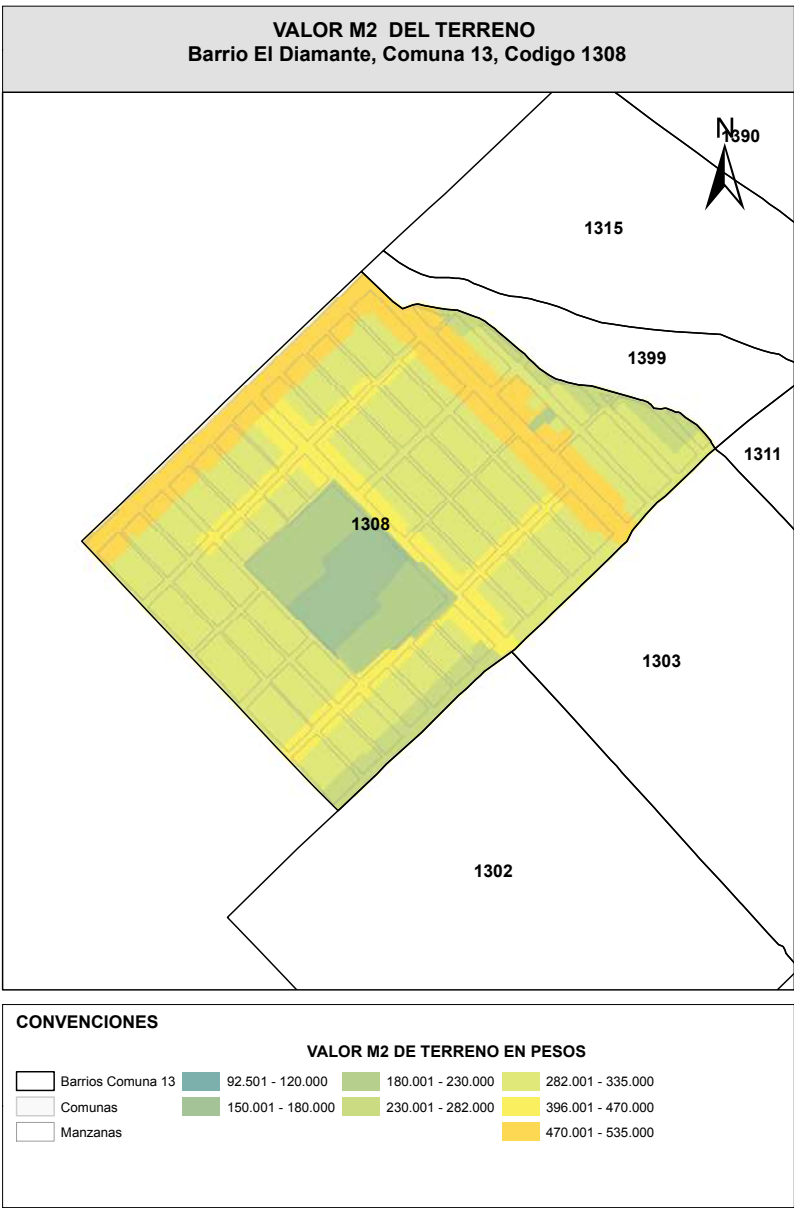 VALOR M2 DEL TERRENO
Barrio El Diamante, Comuna 13, Codigo 1308
N
1390
1315
1399
1311
1308
1303
1302
CONVENCIONES
VALOR M2 DE TERRENO EN PESOS
Barrios Comuna 13 92.501 - 120.000 180.001 - 230.000 282.001 - 335.000
Comunas 150.001 - 180.000 230.001 - 282.000 396.001 - 470.000
Manzanas 470.001 - 535.000